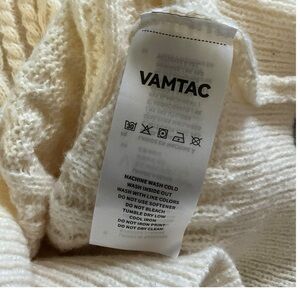 VAMTAC
MACHINE WASH COLD
WASH INSIDE OUT
WASH WITH LIKE COLORS
DO NOT USE SOFTENER
DO NOT BLEACH
TUMBLE DRY LOW
COOL IRON
DO NOT IRON PRINT
DO NOT DRY CLEAN